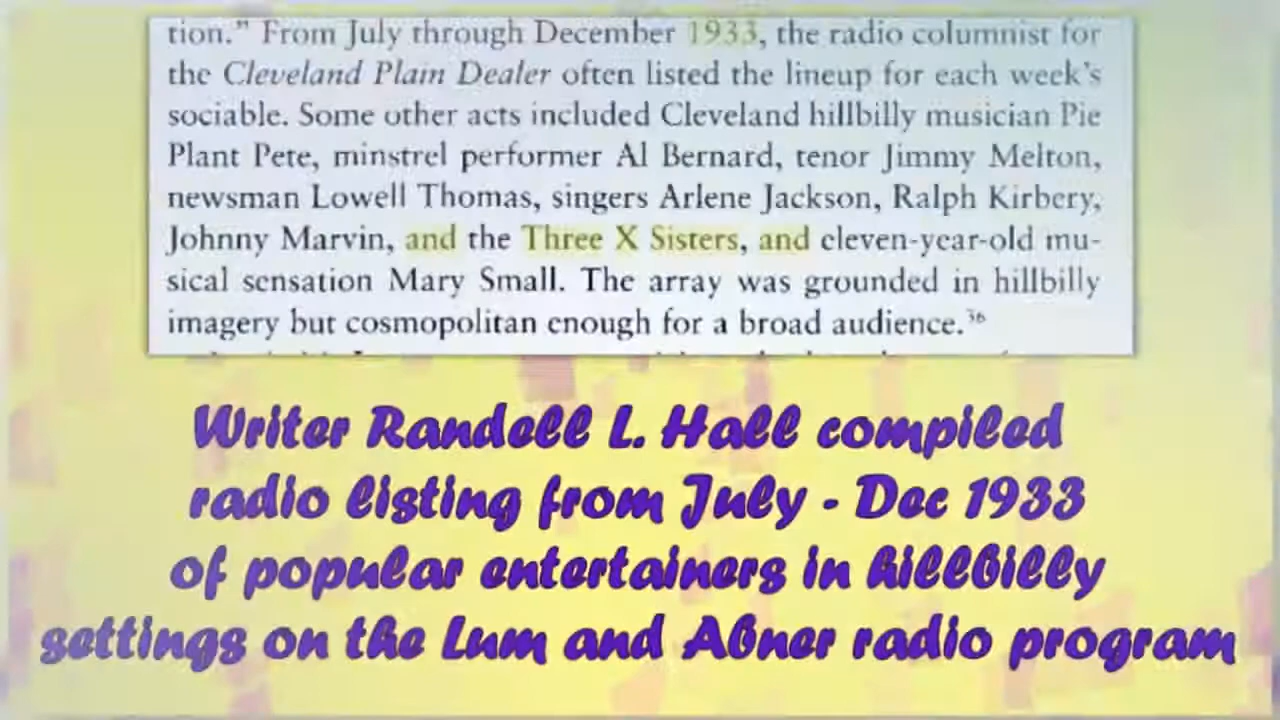 tion.” From July through December 1933, the radio columnist for
the Cleveland Plain Dealer often listed the lineup for each week’s
sociable. Some other acts included Cleveland hillbilly musician Pie
Plant Pete, minstrel performer Al Bernard, tenor Jimmy Melton,
newsman Lowell Thomas, singers Arlene Jackson, Ralph Kirbery,
Johnny Marvin, and the Three X Sisters, and eleven-year-old mu-
sical sensation Mary Small. The array was grounded in hillbilly
imagery but cosmopolitan enough for a broad audience.36
Writer Randell L. Hall compiled
radio listing from July - Dec 1933
of popular entertainers in hillbilly
settings on the Lum and Abner radio program